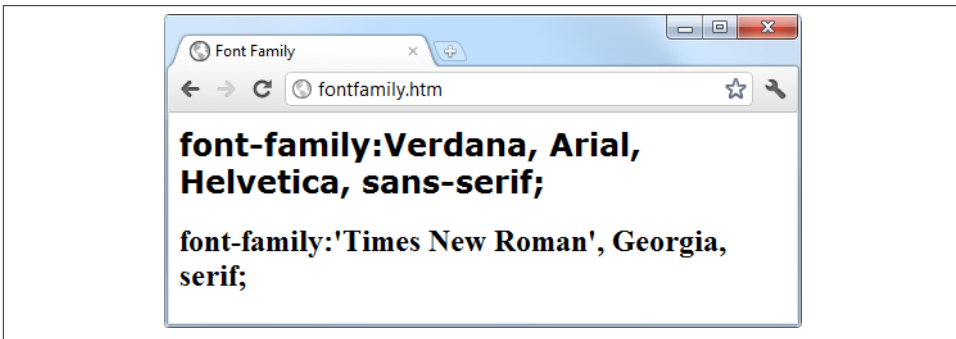 Font Family
fontfamily.htm
font-family:Verdana, Arial,
Helvetica, sans-serif;
font-family:'Times New Roman', Georgia,
serif;